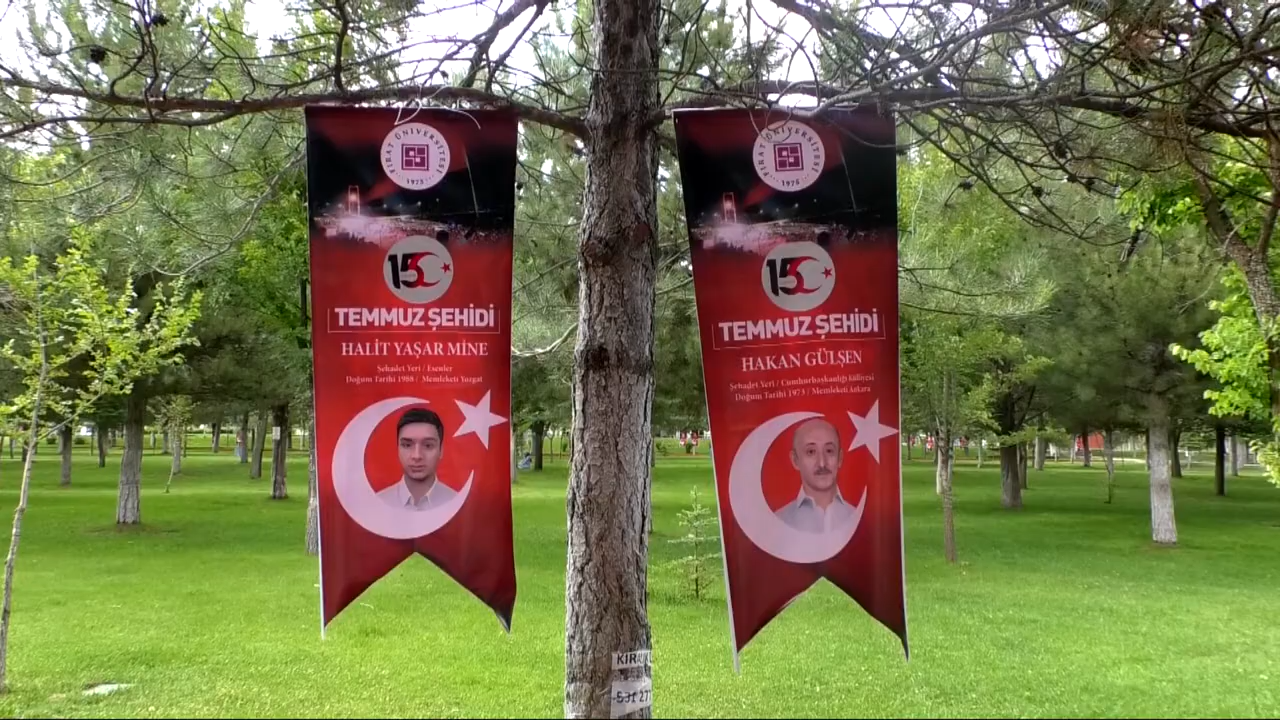 FIRAT ÜNİVERSİTESİ
1975
15
TEMMUZ ŞEHİDİ
HALİT YAŞAR MİNE
Şehadet Yeri / Esenler
Doğum Tarihi 1988 / Memleketi Yozgat
FIRAT ÜNİVERSİTESİ
1975
15
TEMMUZ ŞEHİDİ
HAKAN GÜLŞEN
Şehadet Yeri / Cumhurbaşkanlığı Külliyesi
Doğum Tarihi 1973 / Memleketi Ankara